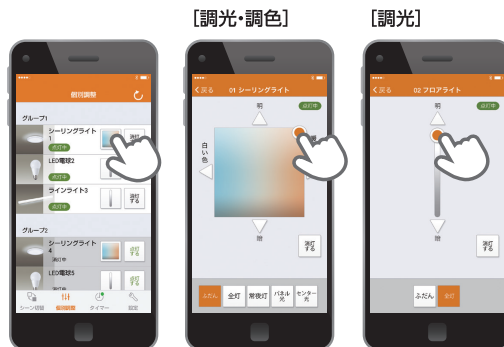 [調光・調色]
[調光]
個別調整
グループ1
シーリングライト
1
点灯中
消灯
する
LED電球2
点灯中
ラインライト3
点灯中
消灯
する
グループ2
シーリングライト
4
消灯中
点灯
する
LED電球5
点灯
する
シーン切替
個別調整
タイマー
設定
く戻る
01 シーリングライト
点灯中
明
白い色
暗
消灯
する
ふだん
全灯
常夜灯
パネル
光
センター
光
く戻る
02 フロアライト
点灯中
明
暗
消灯
する
ふだん
全灯